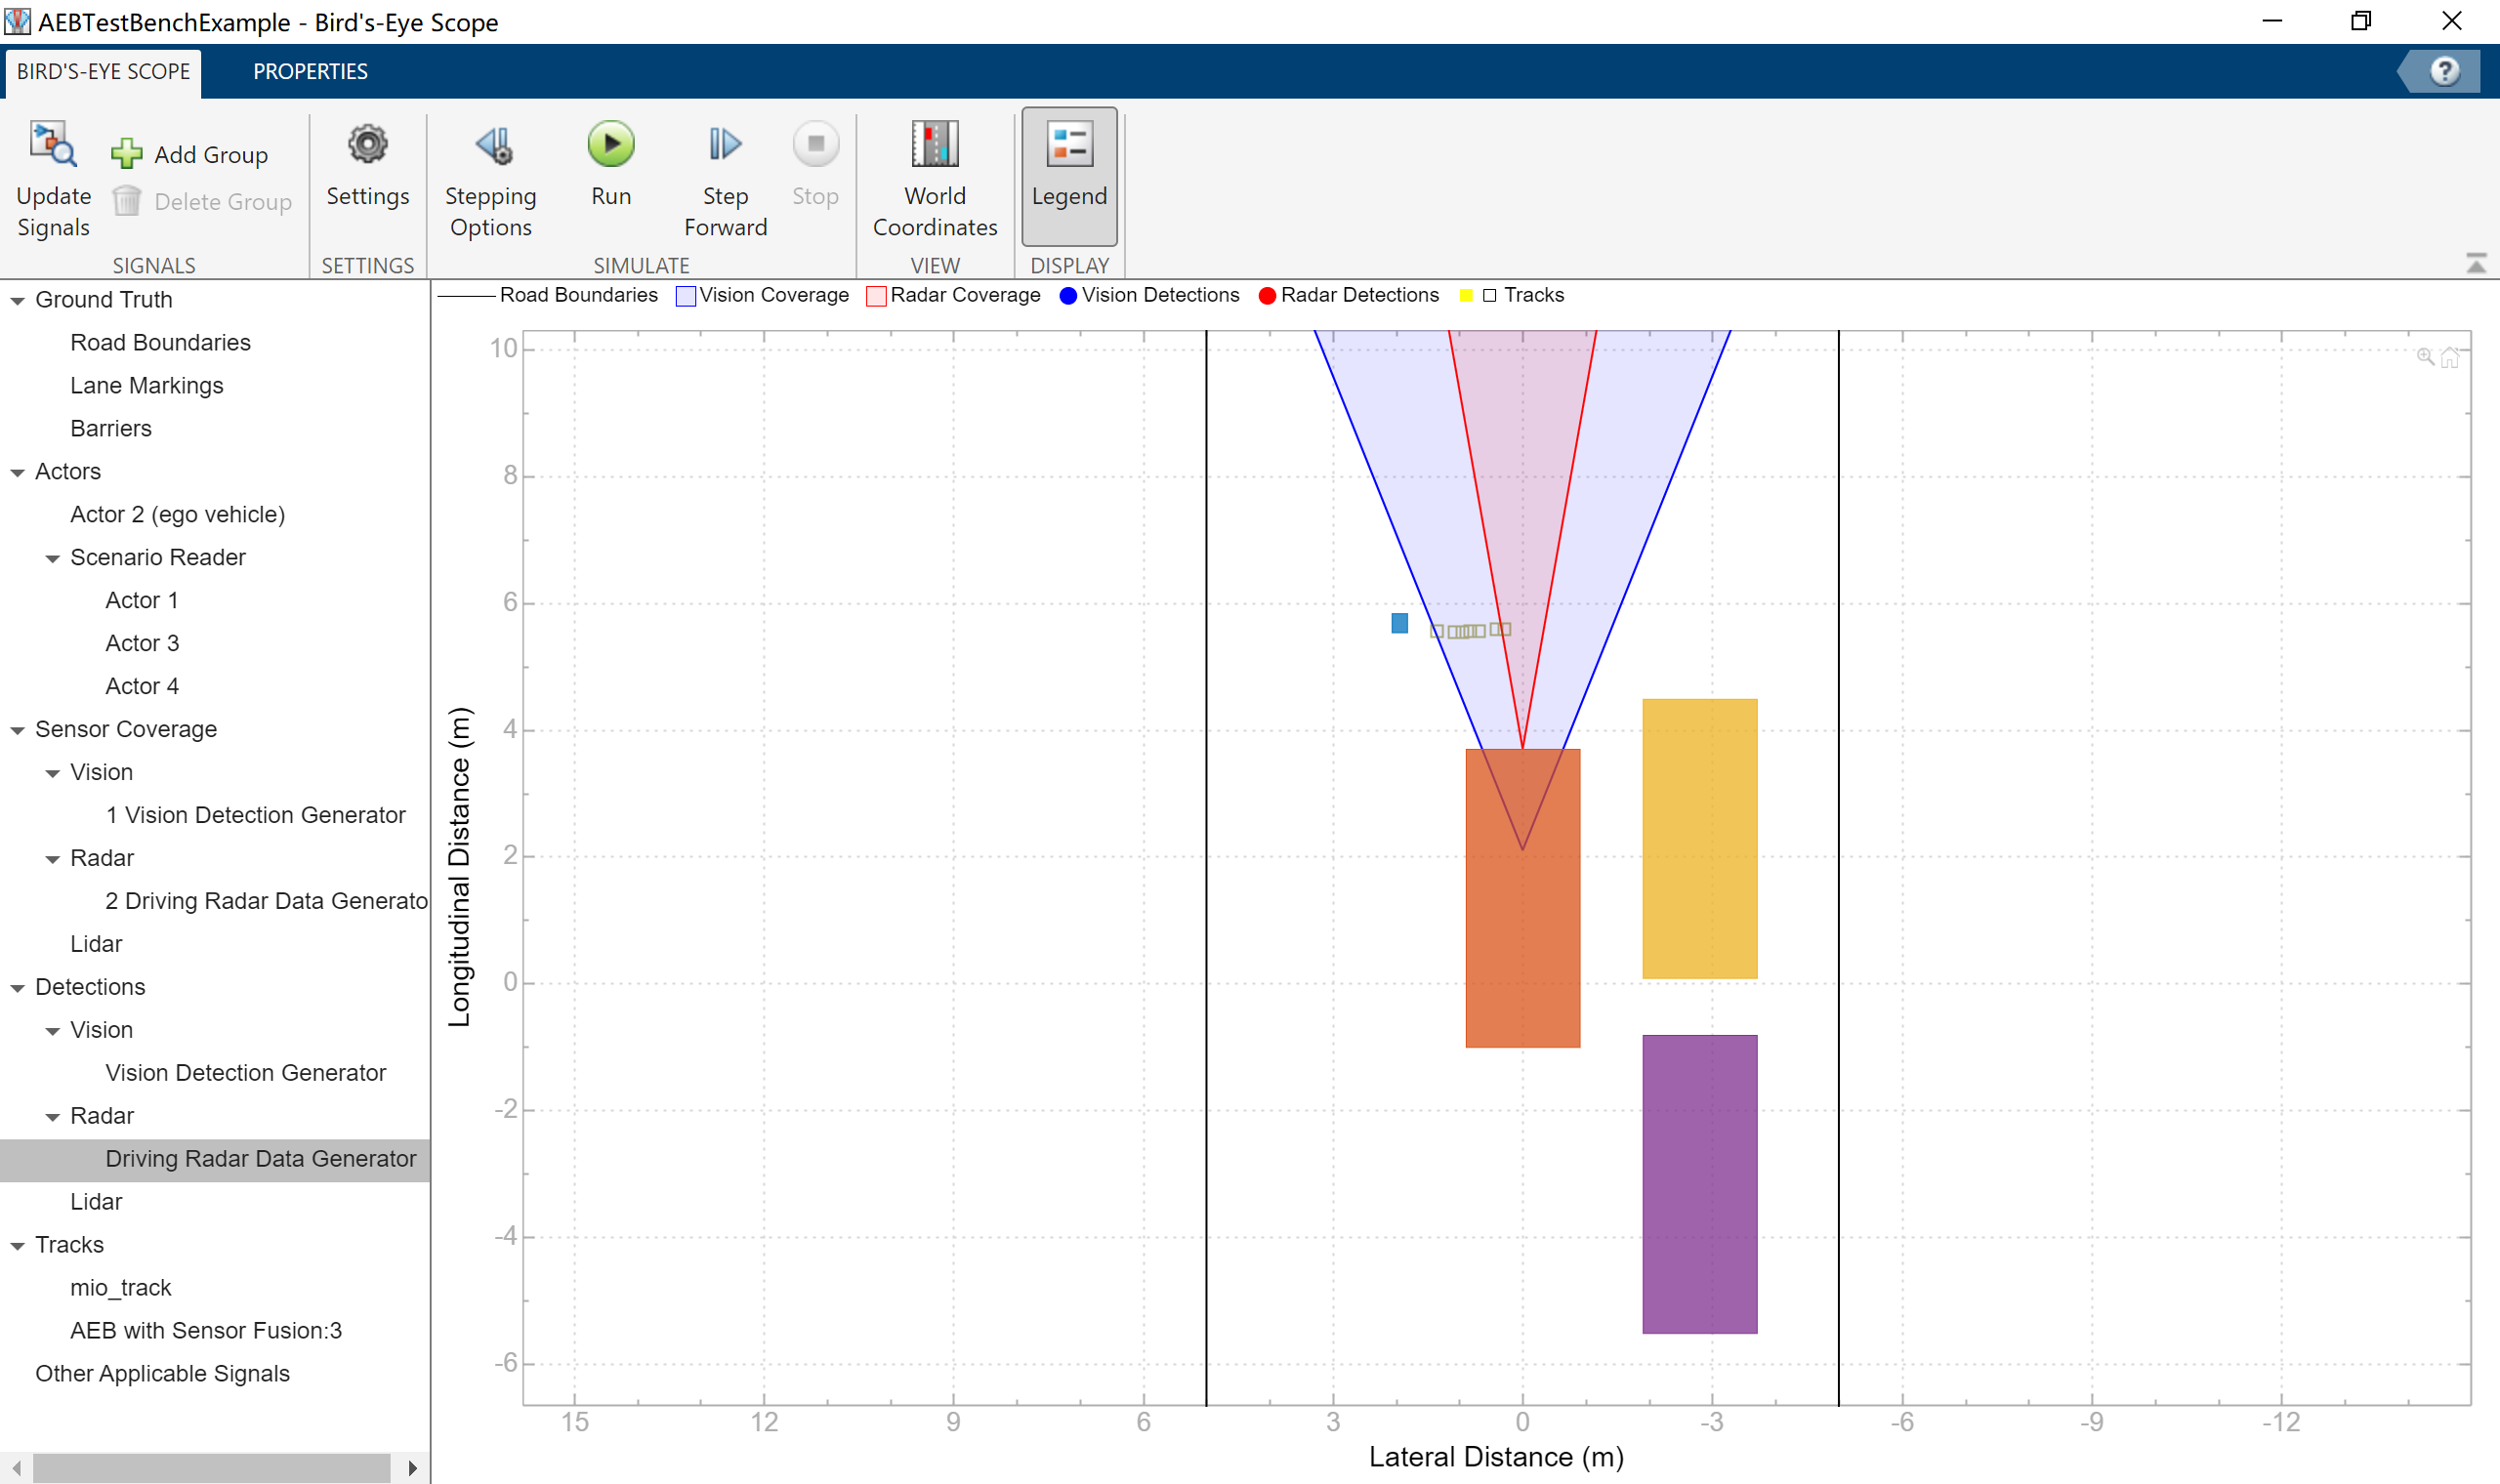 AEBTestBenchExample - Bird's-Eye Scope
BIRD'S-EYE SCOPE PROPERTIES
?
Update Signals
Add Group
Delete Group
SIGNALS
Settings
SETTINGS
Stepping Options
Run
Step Forward
Stop
SIMULATE
World Coordinates
VIEW
Legend
DISPLAY
Ground Truth
Road Boundaries
Lane Markings
Barriers
Actors
Actor 2 (ego vehicle)
Scenario Reader
Actor 1
Actor 3
Actor 4
Sensor Coverage
Vision
1 Vision Detection Generator
Radar
2 Driving Radar Data Generato
Lidar
Detections
Vision
Vision Detection Generator
Radar
Driving Radar Data Generator
Lidar
Tracks
mio_track
AEB with Sensor Fusion:3
Other Applicable Signals
Road Boundaries Vision Coverage Radar Coverage Vision Detections Radar Detections Tracks
10
8
6
4
2
0
-2
-4
-6
Longitudinal Distance (m)
15 12 9 6 3 0 -3 -6 -9 -12
Lateral Distance (m)